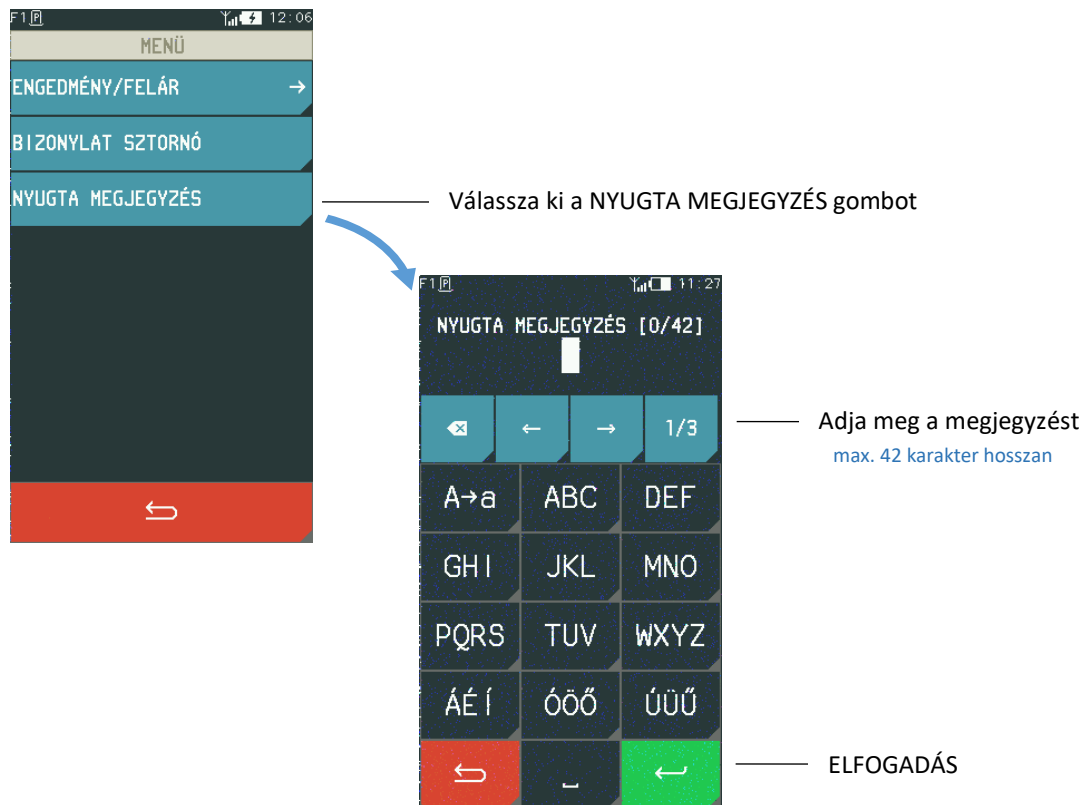 F1 P 12:06
MENÜ
ENGEDMÉNY/FELÁR →
BIZONYLAT SZTORNÓ
NYUGTA MEGJEGYZÉS
Válassza ki a NYUGTA MEGJEGYZÉS gombot
F1 P 11:27
NYUGTA MEGJEGYZÉS [0/42]
← → 1/3
Adja meg a megjegyzést
max. 42 karakter hosszan
A→a ABC DEF
GHI JKL MNO
PQRS TUV WXYZ
ÁÉÍ ÓÖŐ ÚÜŰ
ELFOGADÁS